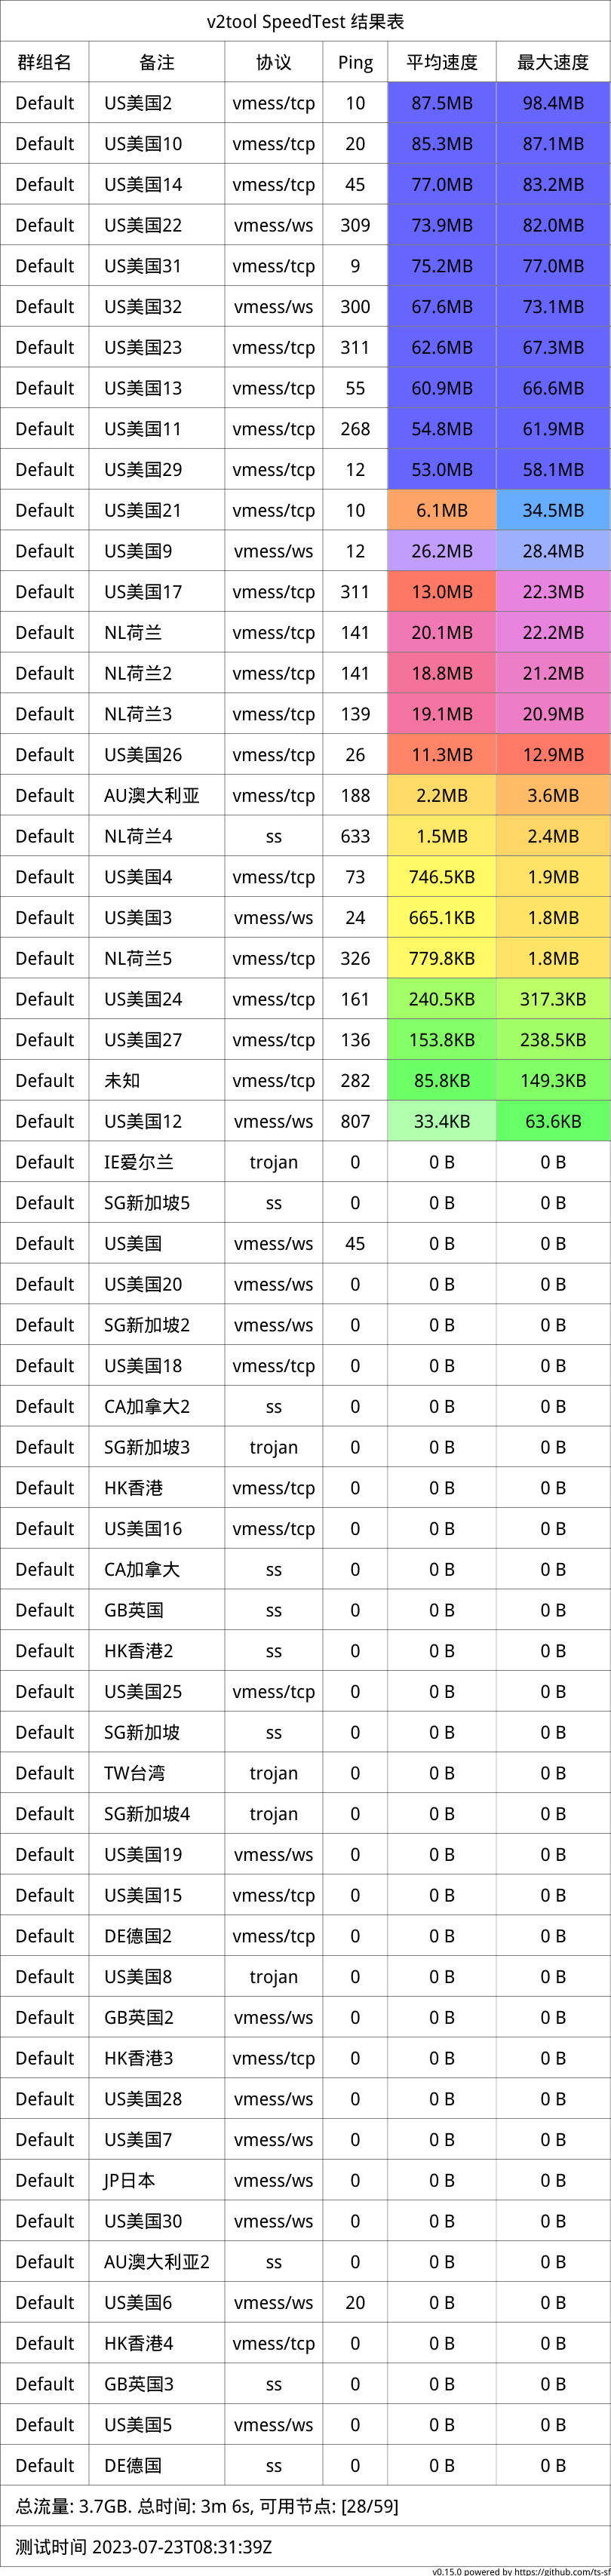 v2tool SpeedTest 结果表
群组名 备注 协议 Ping 平均速度 最大速度
Default US美国2 vmess/tcp 10 87.5MB 98.4MB
Default US美国10 vmess/tcp 20 85.3MB 87.1MB
Default US美国14 vmess/tcp 45 77.0MB 83.2MB
Default US美国22 vmess/ws 309 73.9MB 82.0MB
Default US美国31 vmess/tcp 9 75.2MB 77.0MB
Default US美国32 vmess/ws 300 67.6MB 73.1MB
Default US美国23 vmess/tcp 311 62.6MB 67.3MB
Default US美国13 vmess/tcp 55 60.9MB 66.6MB
Default US美国11 vmess/tcp 268 54.8MB 61.9MB
Default US美国29 vmess/tcp 12 53.0MB 58.1MB
Default US美国21 vmess/tcp 10 6.1MB 34.5MB
Default US美国9 vmess/ws 12 26.2MB 28.4MB
Default US美国17 vmess/tcp 311 13.0MB 22.3MB
Default NL荷兰 vmess/tcp 141 20.1MB 22.2MB
Default NL荷兰2 vmess/tcp 141 18.8MB 21.2MB
Default NL荷兰3 vmess/tcp 139 19.1MB 20.9MB
Default US美国26 vmess/tcp 26 11.3MB 12.9MB
Default AU澳大利亚 vmess/tcp 188 2.2MB 3.6MB
Default NL荷兰4 ss 633 1.5MB 2.4MB
Default US美国4 vmess/tcp 73 746.5KB 1.9MB
Default US美国3 vmess/ws 24 665.1KB 1.8MB
Default NL荷兰5 vmess/tcp 326 779.8KB 1.8MB
Default US美国24 vmess/tcp 161 240.5KB 317.3KB
Default US美国27 vmess/tcp 136 153.8KB 238.5KB
Default 未知 vmess/tcp 282 85.8KB 149.3KB
Default US美国12 vmess/ws 807 33.4KB 63.6KB
Default IE爱尔兰 trojan 0 0 B 0 B
Default SG新加坡5 ss 0 0 B 0 B
Default US美国 vmess/ws 45 0 B 0 B
Default US美国20 vmess/ws 0 0 B 0 B
Default SG新加坡2 vmess/ws 0 0 B 0 B
Default US美国18 vmess/tcp 0 0 B 0 B
Default CA加拿大2 ss 0 0 B 0 B
Default SG新加坡3 trojan 0 0 B 0 B
Default HK香港 vmess/tcp 0 0 B 0 B
Default US美国16 vmess/tcp 0 0 B 0 B
Default CA加拿大 ss 0 0 B 0 B
Default GB英国 ss 0 0 B 0 B
Default HK香港2 ss 0 0 B 0 B
Default US美国25 vmess/tcp 0 0 B 0 B
Default SG新加坡 ss 0 0 B 0 B
Default TW台湾 trojan 0 0 B 0 B
Default SG新加坡4 trojan 0 0 B 0 B
Default US美国19 vmess/ws 0 0 B 0 B
Default US美国15 vmess/tcp 0 0 B 0 B
Default DE德国2 vmess/tcp 0 0 B 0 B
Default US美国8 trojan 0 0 B 0 B
Default GB英国2 vmess/ws 0 0 B 0 B
Default HK香港3 vmess/tcp 0 0 B 0 B
Default US美国28 vmess/ws 0 0 B 0 B
Default US美国7 vmess/ws 0 0 B 0 B
Default JP日本 vmess/ws 0 0 B 0 B
Default US美国30 vmess/ws 0 0 B 0 B
Default AU澳大利亚2 ss 0 0 B 0 B
Default US美国6 vmess/ws 20 0 B 0 B
Default HK香港4 vmess/tcp 0 0 B 0 B
Default GB英国3 ss 0 0 B 0 B
Default US美国5 vmess/ws 0 0 B 0 B
Default DE德国 ss 0 0 B 0 B
总流量: 3.7GB. 总时间: 3m 6s, 可用节点: [28/59]
测试时间 2023-07-23T08:31:39Z
v0.15.0 powered by https://github.com/ts-sf